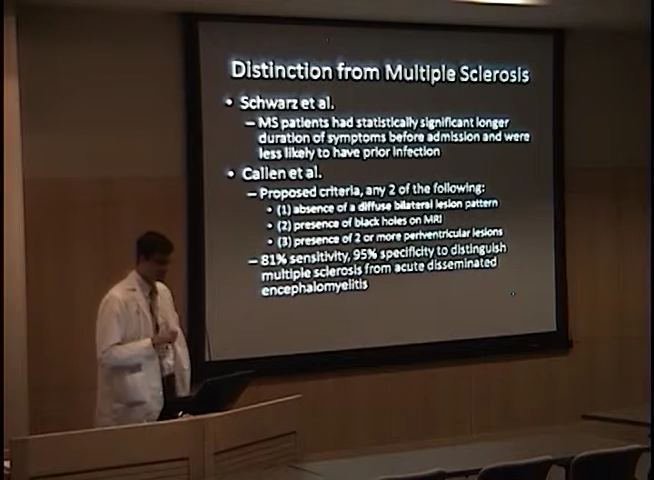 Distinction from Multiple Sclerosis
• Schwarz et al.
– MS patients had statistically significant longer
duration of symptoms before admission and were
less likely to have prior infection
• Callen et al.
– Proposed criteria, any 2 of the following:
• (1) absence of a diffuse bilateral lesion pattern
• (2) presence of black holes on MRI
• (3) presence of 2 or more periventricular lesions
– 81% sensitivity, 95% specificity to distinguish
multiple sclerosis from acute disseminated
encephalomyelitis